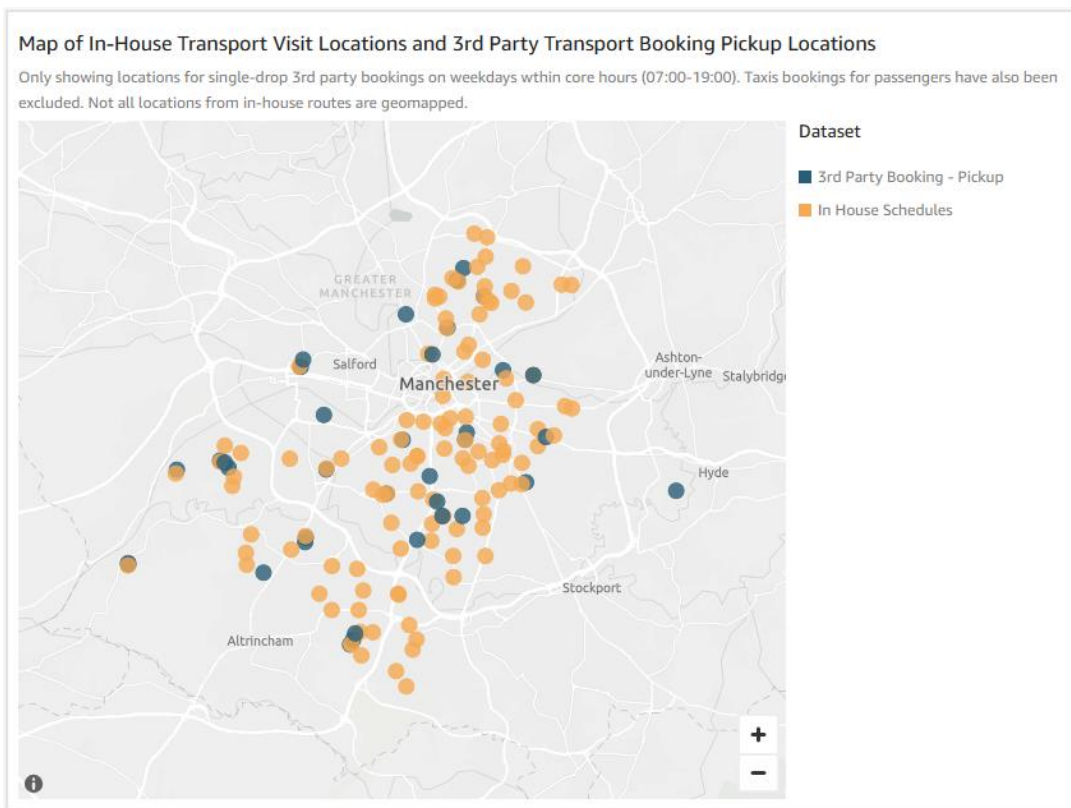 Map of In-House Transport Visit Locations and 3rd Party Transport Booking Pickup Locations
Only showing locations for single-drop 3rd party bookings on weekdays wthin core hours (07:00-19:00). Taxis bookings for passengers have also been
excluded. Not all locations from in-house routes are geomapped.
Dataset
3rd Party Booking - Pickup
In House Schedules
GREATER
MANCHESTER
Salford
Manchester
Ashton-
under-Lyne
Stalybridge
Hyde
Stockport
Altrincham
+
−
i